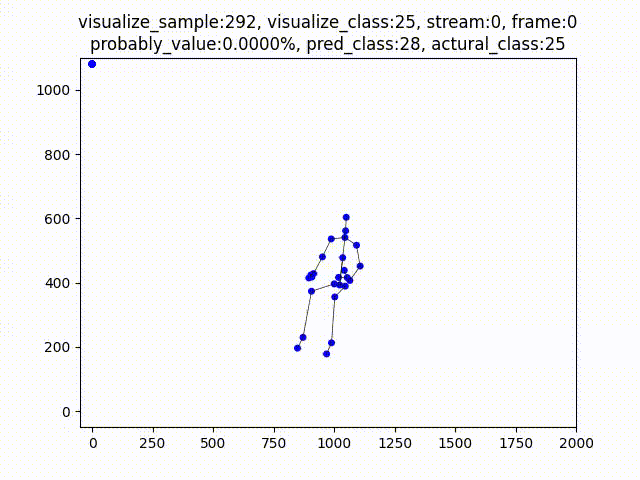 visualize_sample:292, visualize_class:25, stream:0, frame:0
probably_value:0.0000%, pred_class:28, actural_class:25
1000
800
600
400
200
0
0 250 500 750 1000 1250 1500 1750 2000